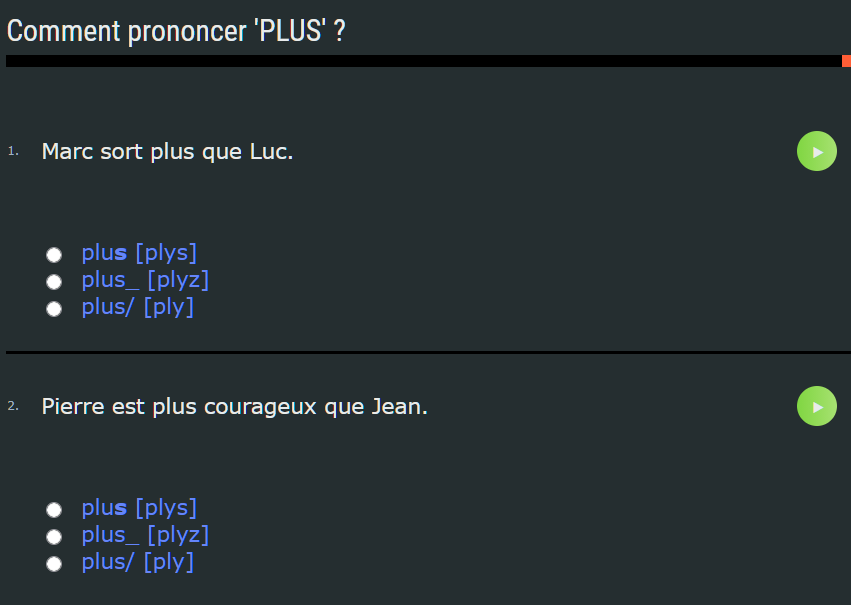 Comment prononcer 'PLUS' ?
1. Marc sort plus que Luc.
plus [plys]
plus_ [plyz]
plus/ [ply]
2. Pierre est plus courageux que Jean.
plus [plys]
plus_ [plyz]
plus/ [ply]